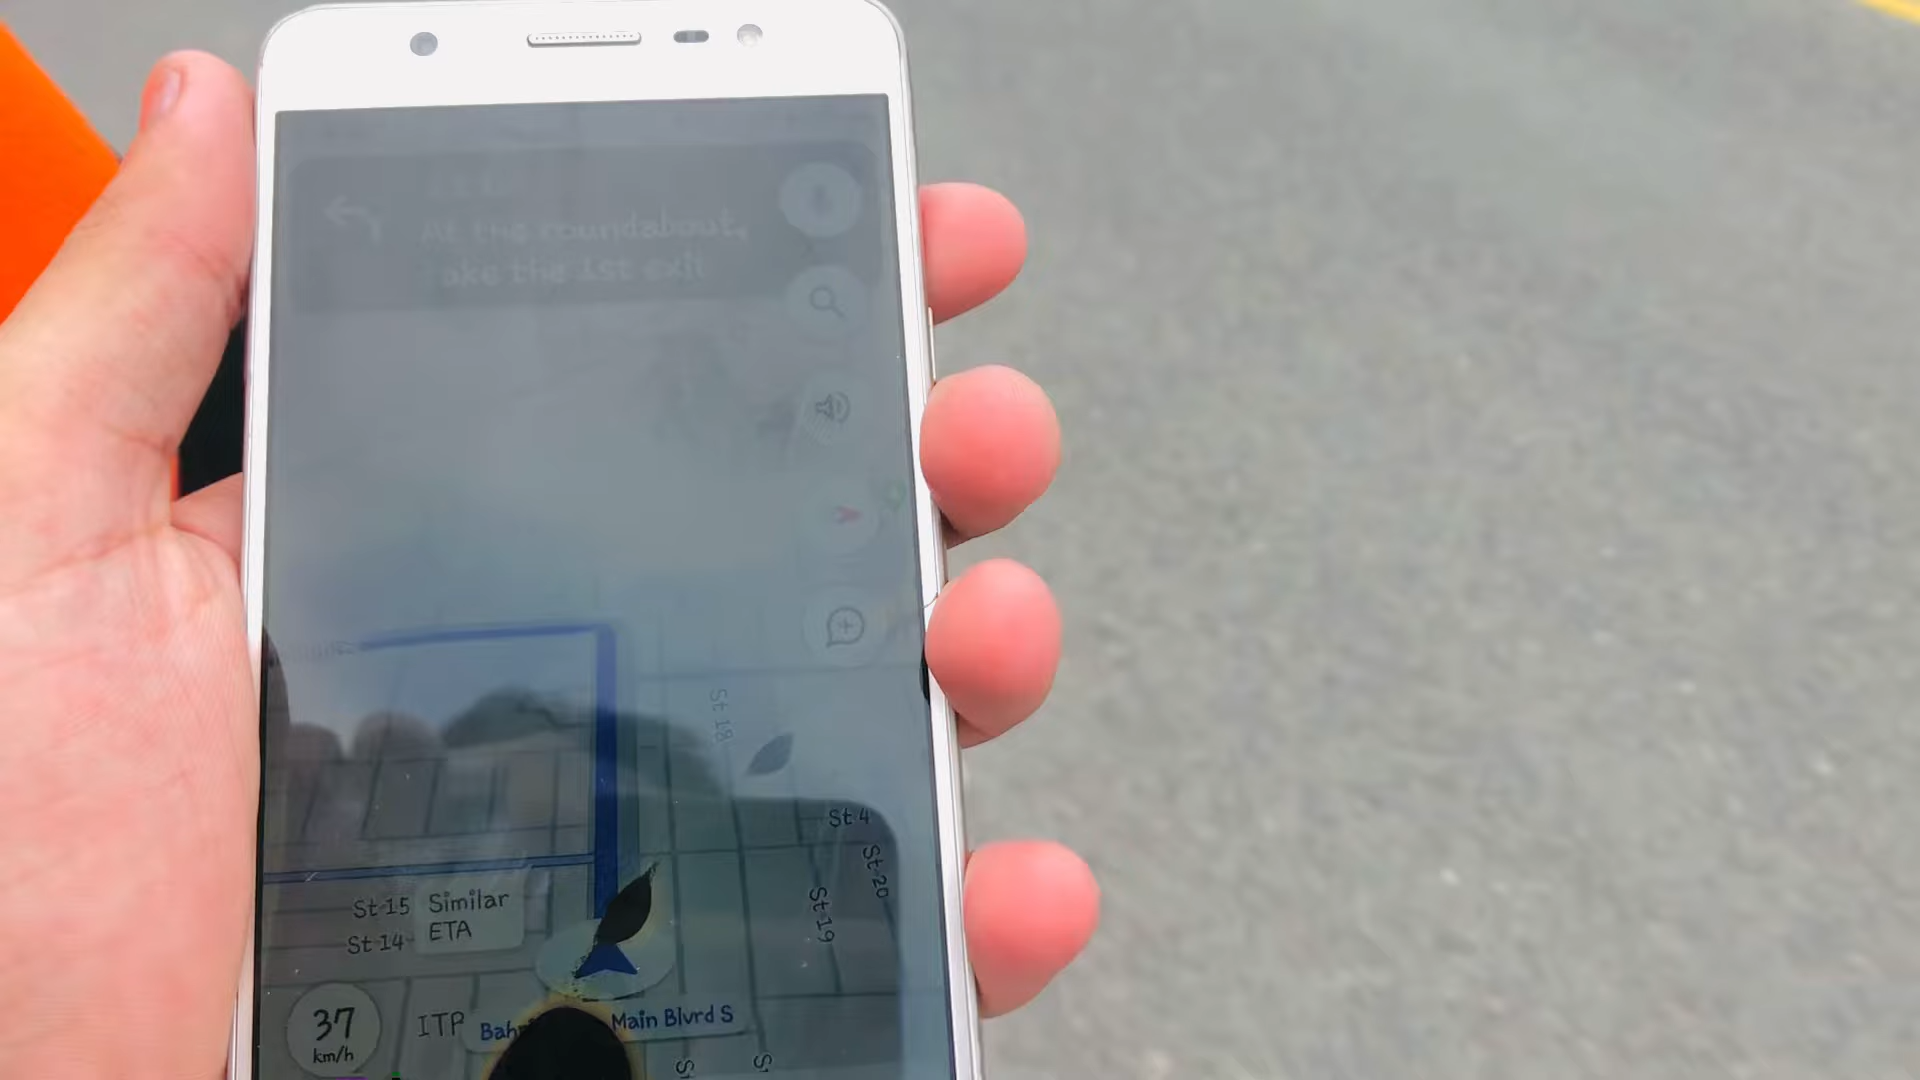 At the roundabout,
take the 1st exit
St 18
St 4
St 20
St 19
St 15
Similar
ETA
St 14
37
km/h
ITP
Main Blvrd S